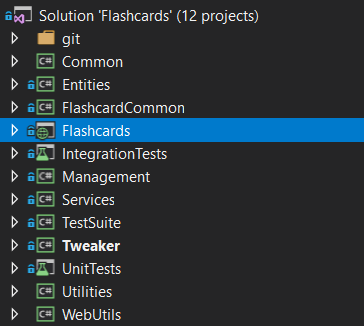 Solution 'Flashcards' (12 projects)
git
C# Common
C# Entities
C# FlashcardCommon
Flashcards
IntegrationTests
C# Management
C# Services
C# TestSuite
C# Tweaker
UnitTests
C# Utilities
C# WebUtils